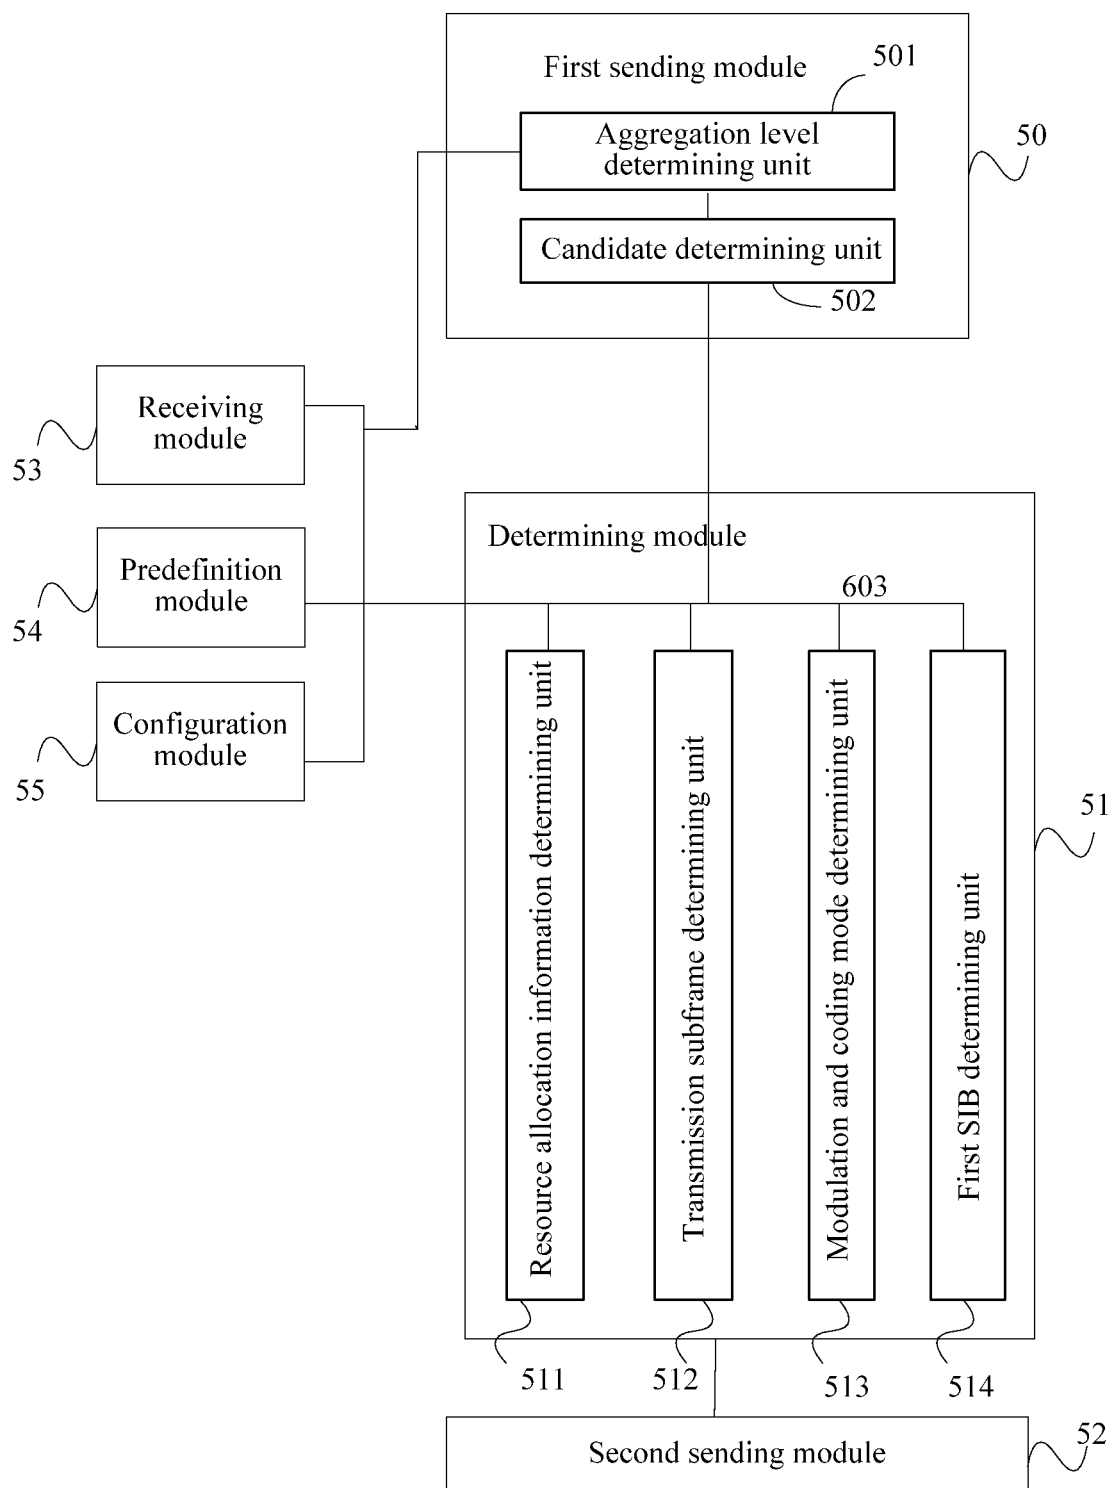 First sending module
501
Aggregation level
determining unit
50
Candidate determining unit
502
Receiving
module
53
Determining module
Predefinition
module
54
603
Configuration
module
55
Resource allocation information determining unit
Transmission subframe determining unit
Modulation and coding mode determining unit
First SIB determining unit
51
511
512
513
514
Second sending module
52